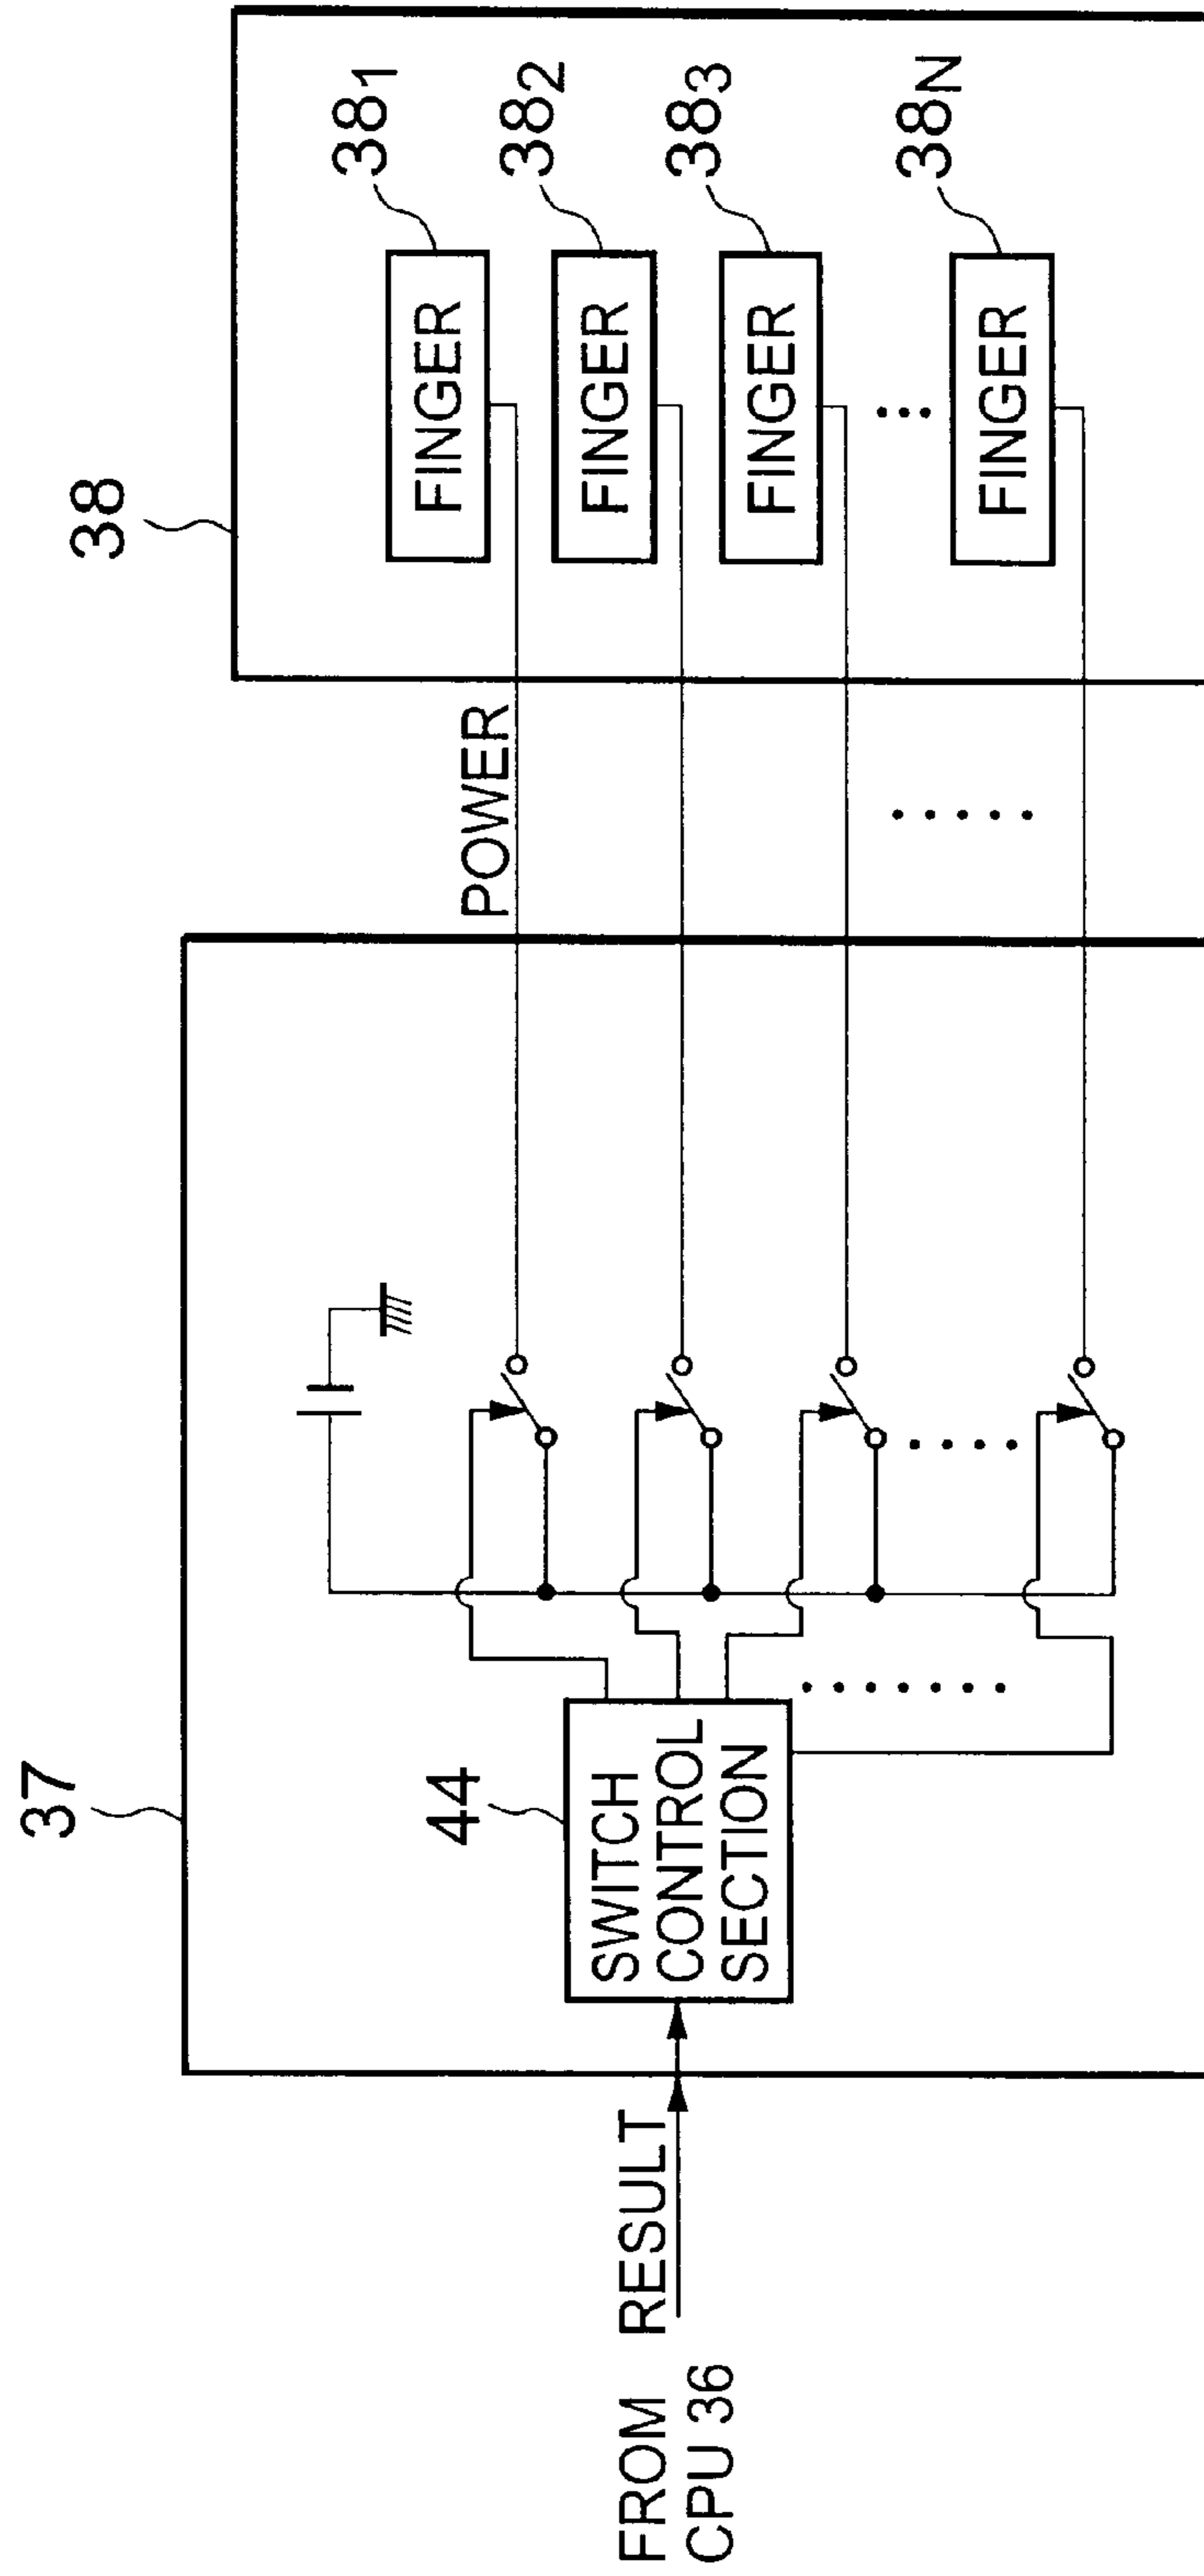 37
38
FROM
CPU 36
RESULT
44
SWITCH
CONTROL
SECTION
POWER
FINGER
38₁
FINGER
38₂
FINGER
38₃
FINGER
38N